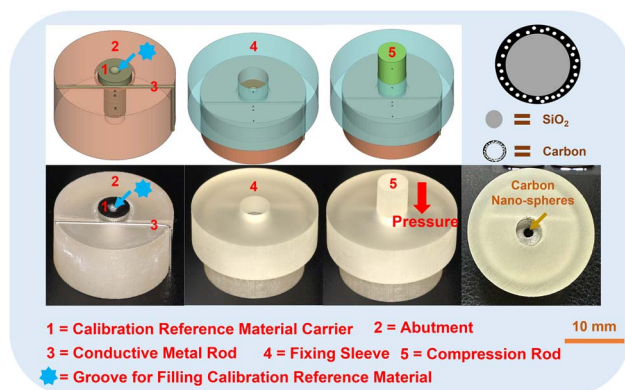 2
1
3
4
5
= SiO₂
= Carbon
2
1
3
4
5
Pressure
Carbon
Nano-spheres
1 = Calibration Reference Material Carrier 2 = Abutment
10 mm
3 = Conductive Metal Rod 4 = Fixing Sleeve 5 = Compression Rod
= Groove for Filling Calibration Reference Material